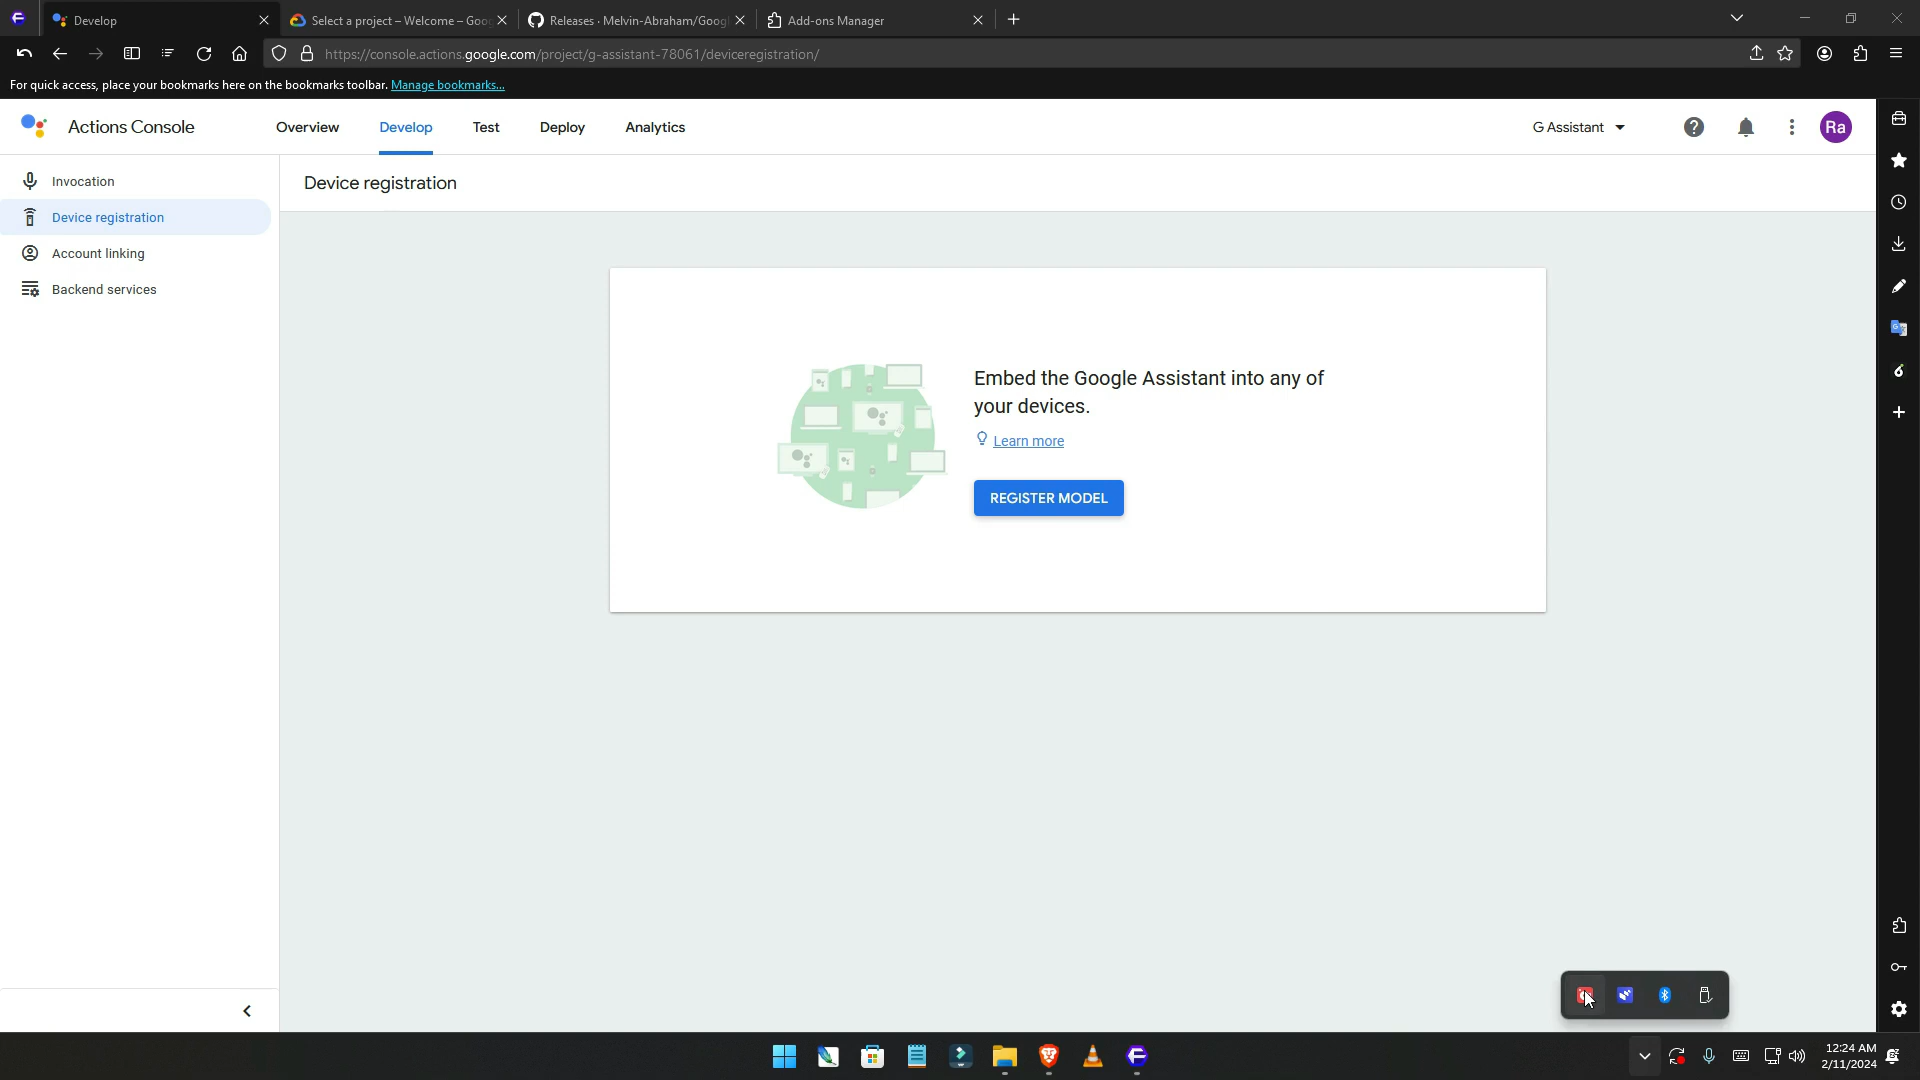 Develop
Select a project – Welcome – Goo
Releases · Melvin-Abraham/Googl
Add-ons Manager
https://console.actions.google.com/project/g-assistant-78061/deviceregistration/
For quick access, place your bookmarks here on the bookmarks toolbar. Manage bookmarks...
Actions Console
Overview
Develop
Test
Deploy
Analytics
G Assistant
Ra
Invocation
Device registration
Account linking
Backend services
Device registration
Embed the Google Assistant into any of
your devices.
Learn more
REGISTER MODEL
12:24 AM
2/11/2024